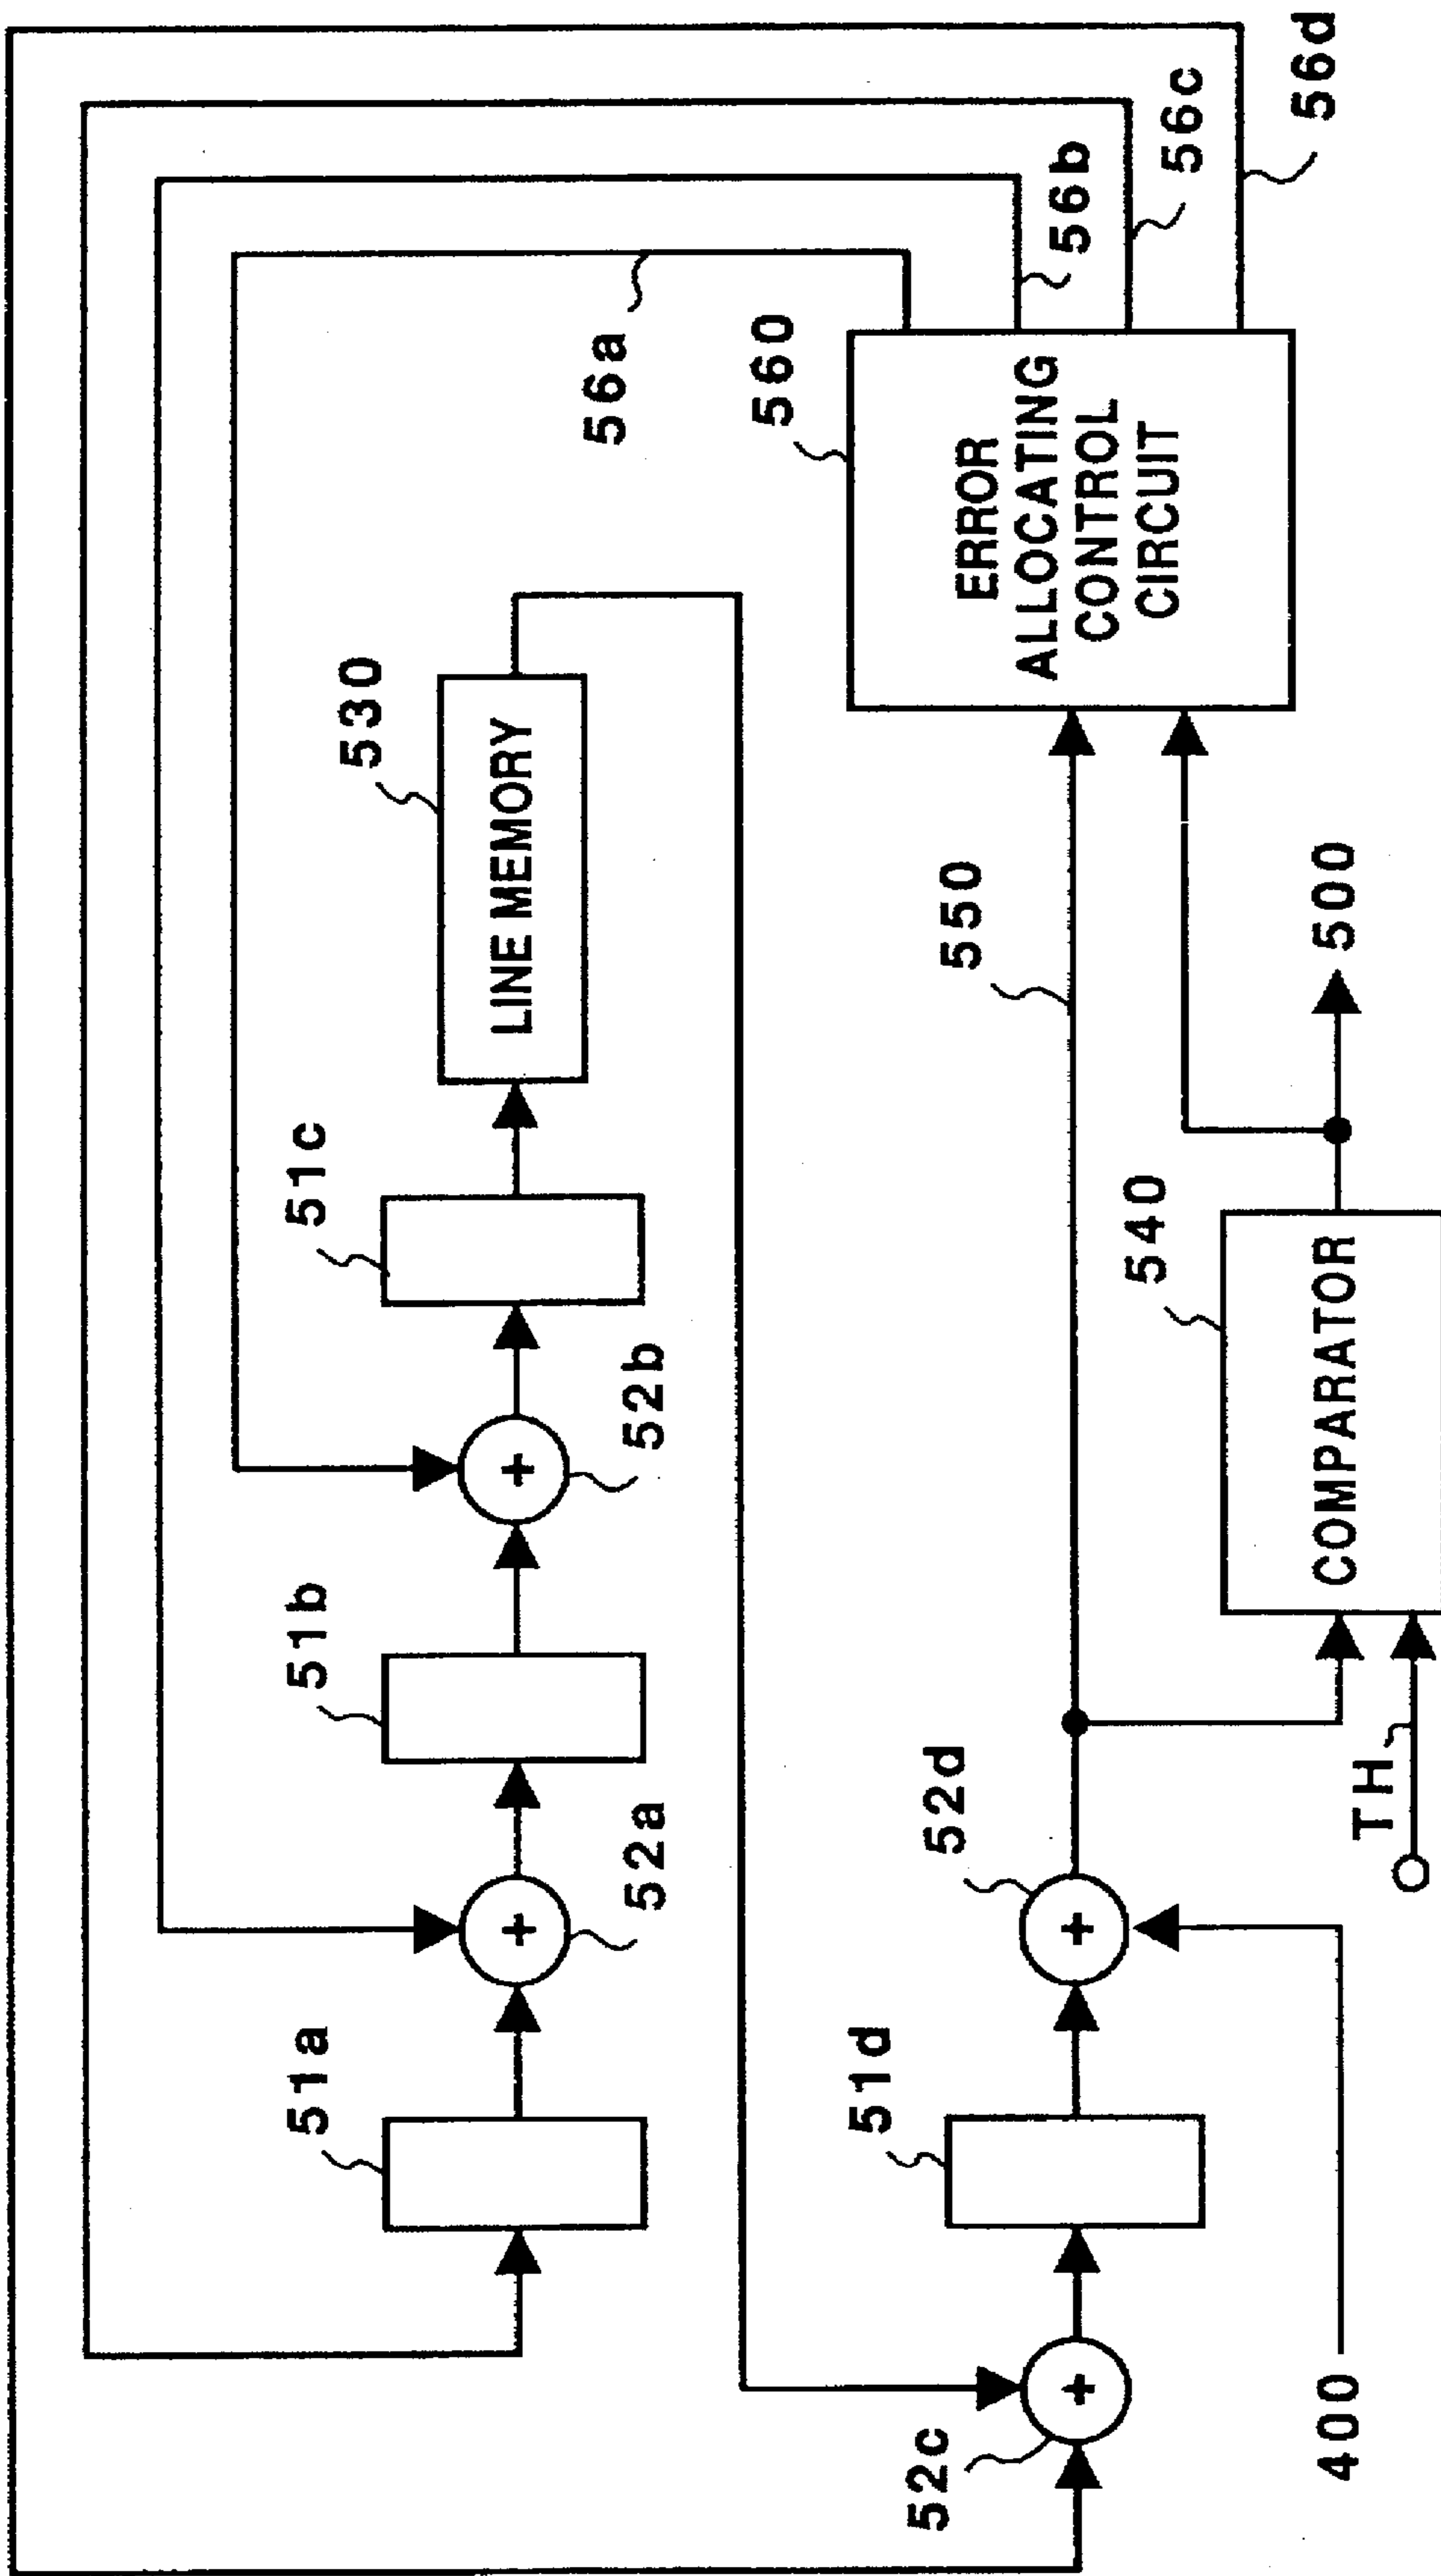 56a
56b
56c
56d
51a
52a
51b
52b
51c
530
LINE MEMORY
52c
51d
52d
550
560
ERROR
ALLOCATING
CONTROL
CIRCUIT
400
TH
540
COMPARATOR
500
+
+
+
+